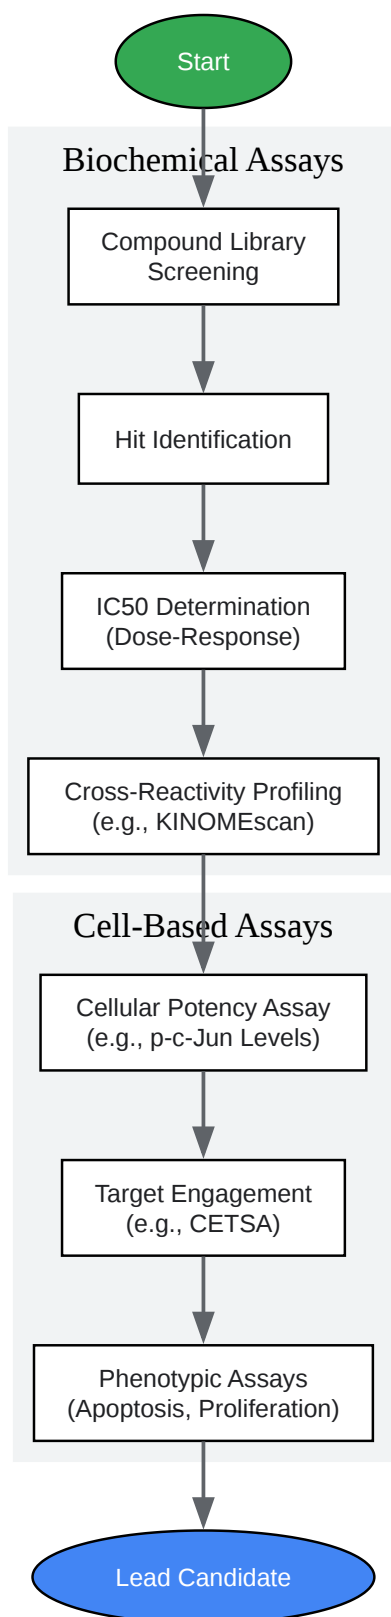 Start
Biochemical Assays
Compound Library
Screening
Hit Identification
IC50 Determination
(Dose-Response)
Cross-Reactivity Profiling
(e.g., KINOMEscan)
Cell-Based Assays
Cellular Potency Assay
(e.g., p-c-Jun Levels)
Target Engagement
(e.g., CETSA)
Phenotypic Assays
(Apoptosis, Proliferation)
Lead Candidate